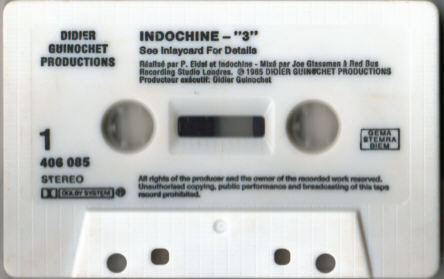 DIDIER
GUINOCHET
PRODUCTIONS
INDOCHINE – "3"
See Inlaycard For Details
Réalisé par P. Eidel et Indochine - Mixé par Joe Glassman à Red Bus
Recording Studio Londres. ℗ 1985 DIDIER GUINOCHET PRODUCTIONS
Producteur exécutif: Didier Guinochet
1
406 085
STEREO
DOLBY SYSTEM
GEMA
STEMRA
BIEM
All rights of the producer and the owner of the recorded work reserved.
Unauthorised copying, public performance and broadcasting of this tape
record prohibited.